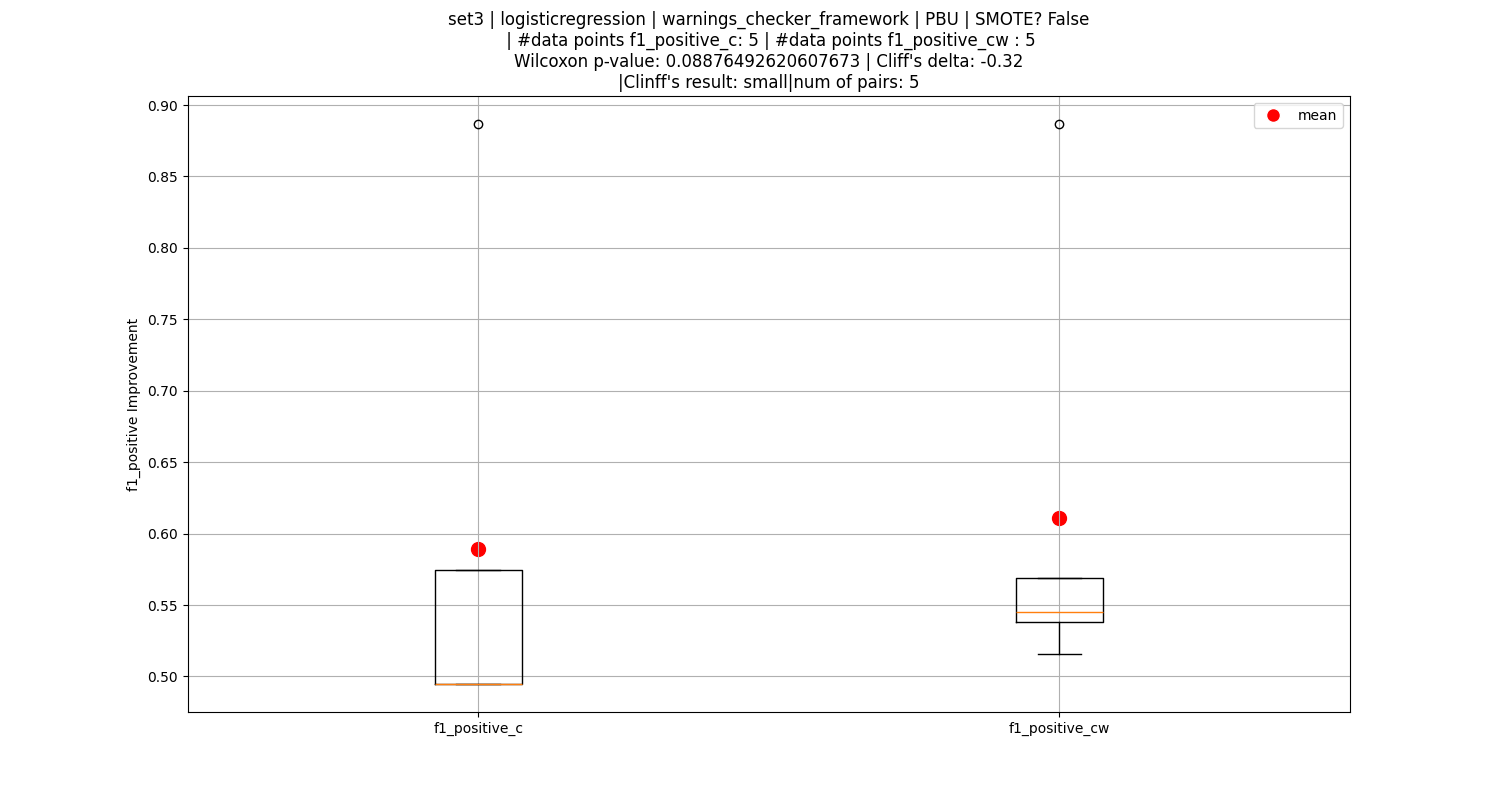 set3 | logisticregression | warnings_checker_framework | PBU | SMOTE? False
| #data points f1_positive_c: 5 | #data points f1_positive_cw : 5
Wilcoxon p-value: 0.08876492620607673 | Cliff's delta: -0.32
|Clinff's result: small|num of pairs: 5
mean
0.90
0.85
0.80
0.75
0.70
0.65
0.60
0.55
0.50
f1_positive Improvement
f1_positive_c
f1_positive_cw